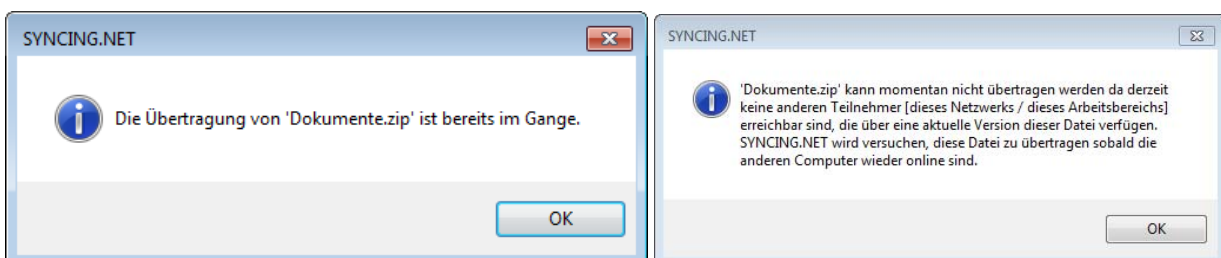 SYNCING.NET
Die Übertragung von 'Dokumente.zip' ist bereits im Gange.
OK
SYNCING.NET
'Dokumente.zip' kann momentan nicht übertragen werden da derzeit
keine anderen Teilnehmer [dieses Netzwerks / dieses Arbeitsbereichs]
erreichbar sind, die über eine aktuelle Version dieser Datei verfügen.
SYNCING.NET wird versuchen, diese Datei zu übertragen sobald die
anderen Computer wieder online sind.
OK